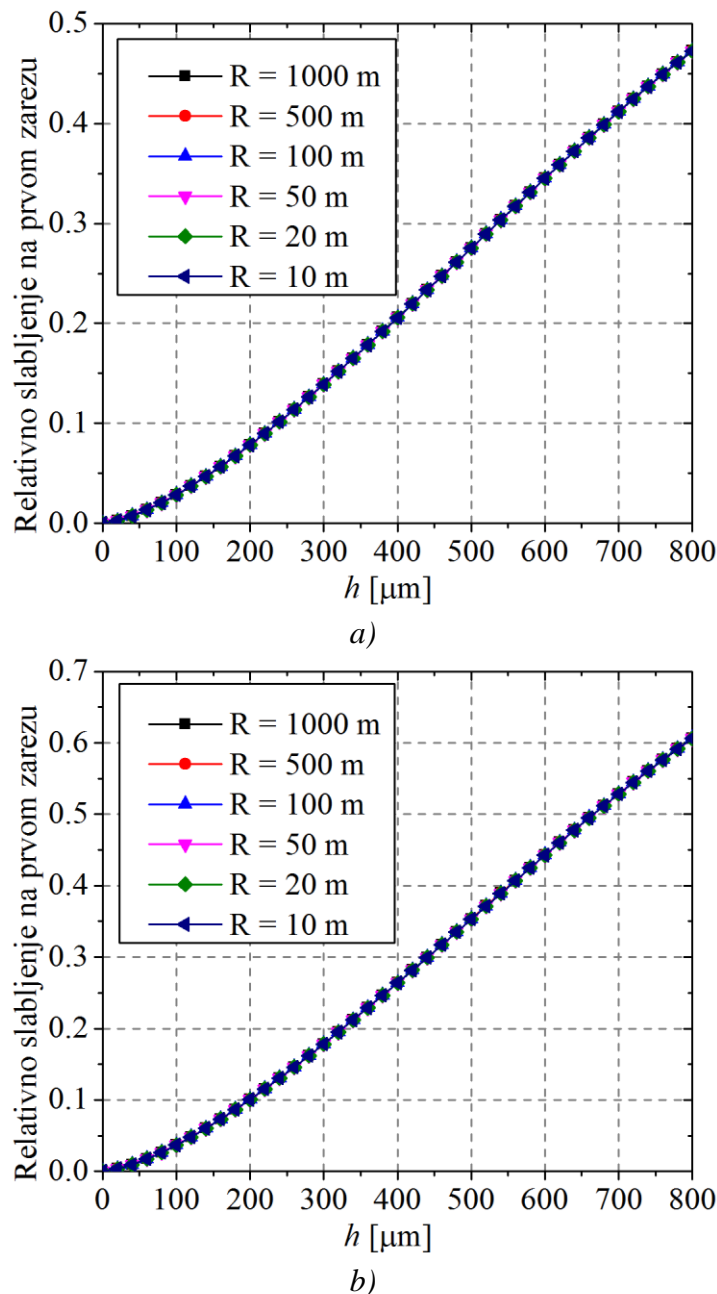 0.5
0.4
0.3
0.2
0.1
0.0
Relativno slabljenje na prvom zarezu
R = 1000 m
R = 500 m
R = 100 m
R = 50 m
R = 20 m
R = 10 m
0 100 200 300 400 500 600 700 800
h [μm]
a)
0.7
0.6
0.5
0.4
0.3
0.2
0.1
0.0
Relativno slabljenje na prvom zarezu
R = 1000 m
R = 500 m
R = 100 m
R = 50 m
R = 20 m
R = 10 m
0 100 200 300 400 500 600 700 800
h [μm]
b)